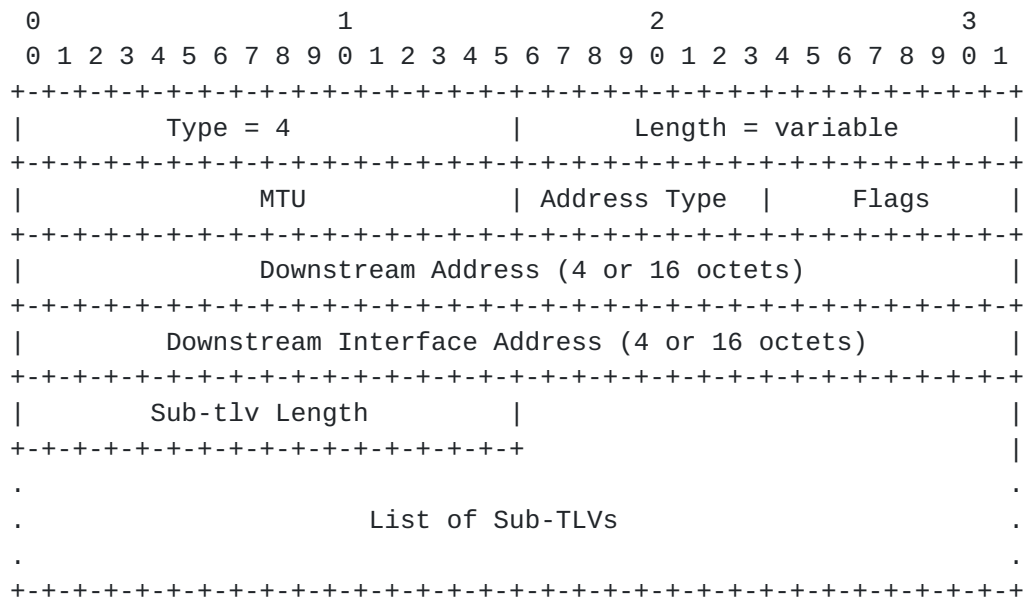 0                   1                   2                   3
 0 1 2 3 4 5 6 7 8 9 0 1 2 3 4 5 6 7 8 9 0 1 2 3 4 5 6 7 8 9 0 1
+-+-+-+-+-+-+-+-+-+-+-+-+-+-+-+-+-+-+-+-+-+-+-+-+-+-+-+-+-+-+-+-+
|         Type = 4              |       Length = variable       |
+-+-+-+-+-+-+-+-+-+-+-+-+-+-+-+-+-+-+-+-+-+-+-+-+-+-+-+-+-+-+-+-+
|               MTU             | Address Type  |     Flags     |
+-+-+-+-+-+-+-+-+-+-+-+-+-+-+-+-+-+-+-+-+-+-+-+-+-+-+-+-+-+-+-+-+
|               Downstream Address (4 or 16 octets)             |
+-+-+-+-+-+-+-+-+-+-+-+-+-+-+-+-+-+-+-+-+-+-+-+-+-+-+-+-+-+-+-+-+
|         Downstream Interface Address (4 or 16 octets)         |
+-+-+-+-+-+-+-+-+-+-+-+-+-+-+-+-+-+-+-+-+-+-+-+-+-+-+-+-+-+-+-+-+
|        Sub-tlv Length         |                               |
+-+-+-+-+-+-+-+-+-+-+-+-+-+-+-+-+                               |
.                                                               .
.                      List of Sub-TLVs                         .
.                                                               .
+-+-+-+-+-+-+-+-+-+-+-+-+-+-+-+-+-+-+-+-+-+-+-+-+-+-+-+-+-+-+-+-+